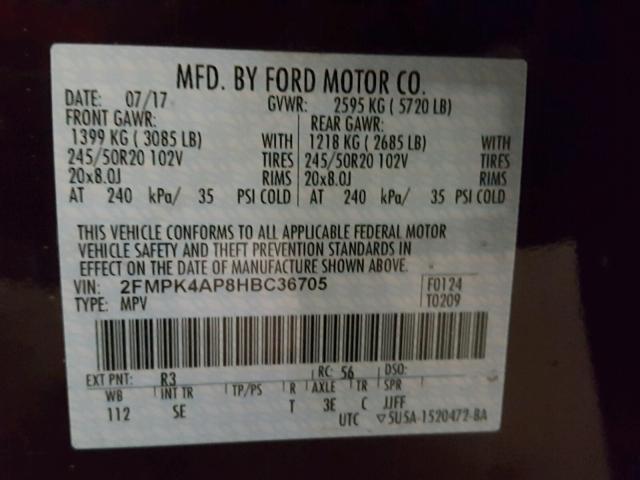 MFD. BY FORD MOTOR CO.
DATE: 07/17 GVWR: 2595 KG ( 5720 LB)
FRONT GAWR: REAR GAWR:
1399 KG ( 3085 LB) WITH 1218 KG ( 2685 LB) WITH
245/50R20 102V TIRES 245/50R20 102V TIRES
20x8.0J RIMS 20x8.0J RIMS
AT 240 kPa/ 35 PSI COLD AT 240 kPa/ 35 PSI COLD
THIS VEHICLE CONFORMS TO ALL APPLICABLE FEDERAL MOTOR
VEHICLE SAFETY AND THEFT PREVENTION STANDARDS IN
EFFECT ON THE DATE OF MANUFACTURE SHOWN ABOVE.
VIN: 2FMPK4AP8HBC36705 F0124
TYPE: MPV T0209
EXT PNT: R3 RC: 56 DSO:
WB INT TR TP/PS R AXLE TR SPR
112 SE T 3E C JJFF
UTC ▽5U5A-1520472-BA